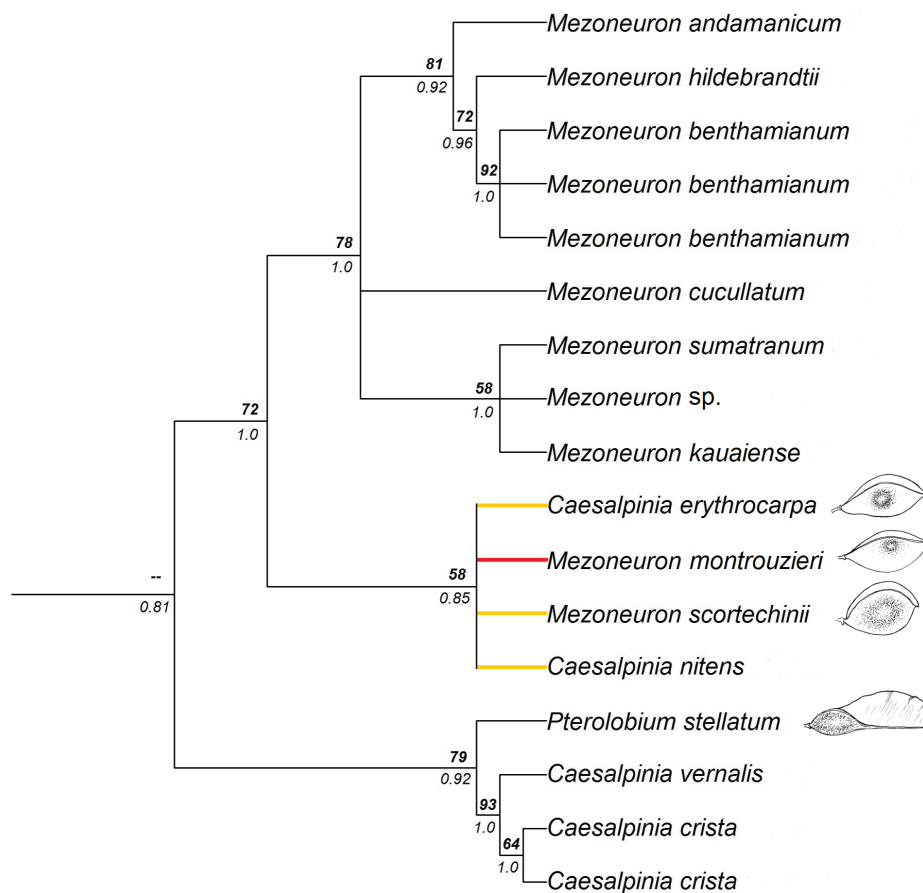 Mezoneuron andamanicum
81
0.92
Mezoneuron hildebrandtii
72
0.96
Mezoneuron benthamianum
92
1.0
Mezoneuron benthamianum
Mezoneuron benthamianum
78
1.0
Mezoneuron cucullatum
Mezoneuron sumatranum
58
1.0
Mezoneuron sp.
72
1.0
Mezoneuron kauaiense
Caesalpinia erythrocarpa
Mezoneuron montrouzieri
58
0.85
--
0.81
Mezoneuron scortechinii
Caesalpinia nitens
Pterolobium stellatum
79
0.92
Caesalpinia vernalis
93
1.0
Caesalpinia crista
64
1.0
Caesalpinia crista